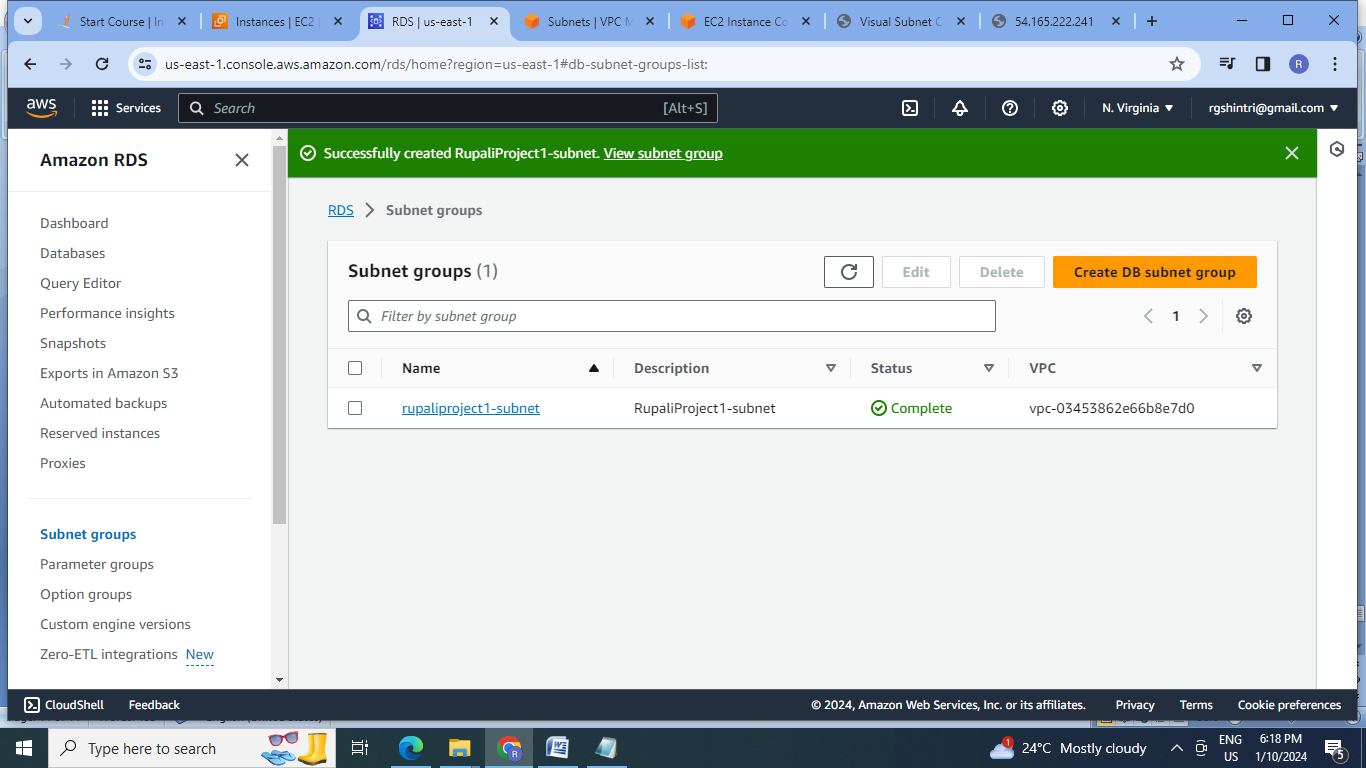 Start Course | In
Instances | EC2 |
RDS | us-east-1
Subnets | VPC M
EC2 Instance Co
Visual Subnet C
54.165.222.241
us-east-1.console.aws.amazon.com/rds/home?region=us-east-1#db-subnet-groups-list:
R
aws
Services
Search
[Alt+S]
N. Virginia
rgshintri@gmail.com
Amazon RDS
Successfully created RupaliProject1-subnet. View subnet group
Dashboard
Databases
Query Editor
Performance insights
Snapshots
Exports in Amazon S3
Automated backups
Reserved instances
Proxies
Subnet groups
Parameter groups
Option groups
Custom engine versions
Zero-ETL integrations New
RDS > Subnet groups
Subnet groups (1)
Edit
Delete
Create DB subnet group
Filter by subnet group
1
Name
Description
Status
VPC
rupaliproject1-subnet
RupaliProject1-subnet
Complete
vpc-03453862e66b8e7d0
CloudShell
Feedback
© 2024, Amazon Web Services, Inc. or its affiliates.
Privacy
Terms
Cookie preferences
Type here to search
1
24°C Mostly cloudy
ENG
US
6:18 PM
1/10/2024
5